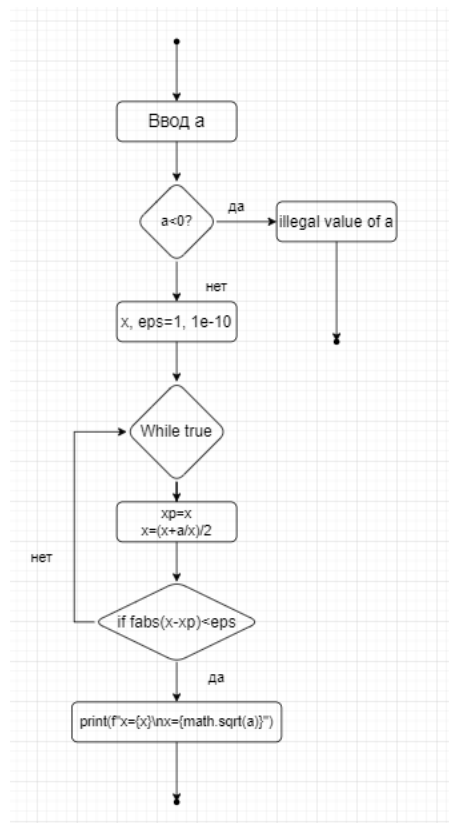 Ввод a
a<0?
да
illegal value of a
нет
x, eps=1, 1e-10
While true
xp=x
x=(x+a/x)/2
нет
if fabs(x-xp)<eps
да
print(f"x={x}\nx={math.sqrt(a)}")